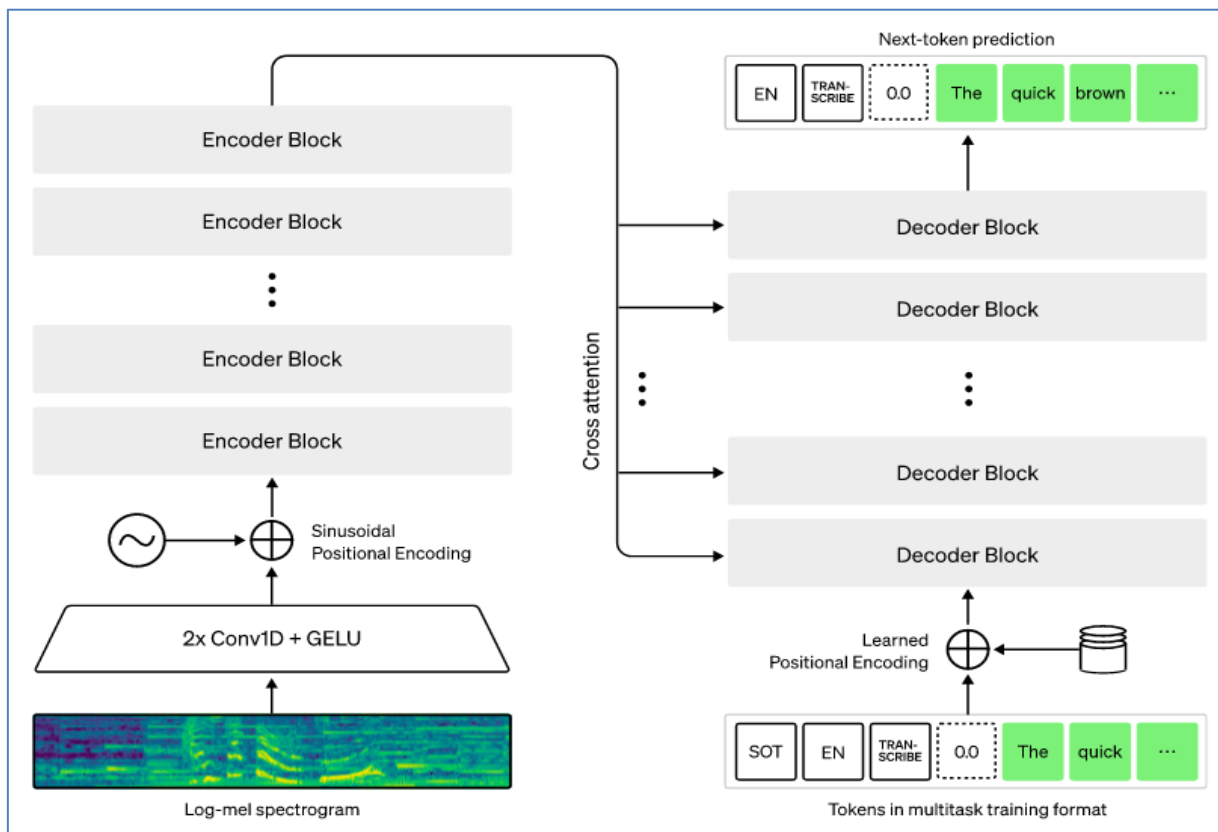 Encoder Block
Encoder Block
Encoder Block
Encoder Block
Sinusoidal
Positional Encoding
2x Conv1D + GELU
Log-mel spectrogram
Cross attention
Next-token prediction
EN
TRAN-
SCRIBE
0.0
The
quick
brown
...
Decoder Block
Decoder Block
Decoder Block
Decoder Block
Learned
Positional Encoding
SOT
EN
TRAN-
SCRIBE
0.0
The
quick
...
Tokens in multitask training format